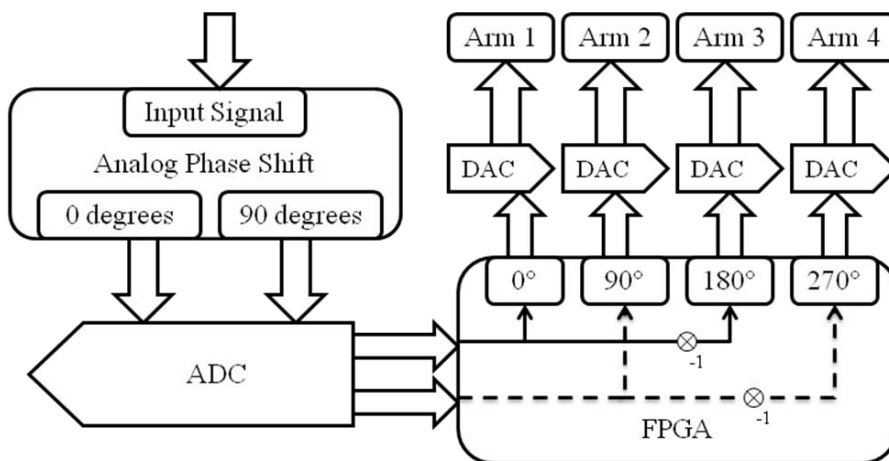 Input Signal
Analog Phase Shift
0 degrees
90 degrees
ADC
Arm 1
Arm 2
Arm 3
Arm 4
DAC
DAC
DAC
DAC
0°
90°
180°
270°
-1
-1
FPGA